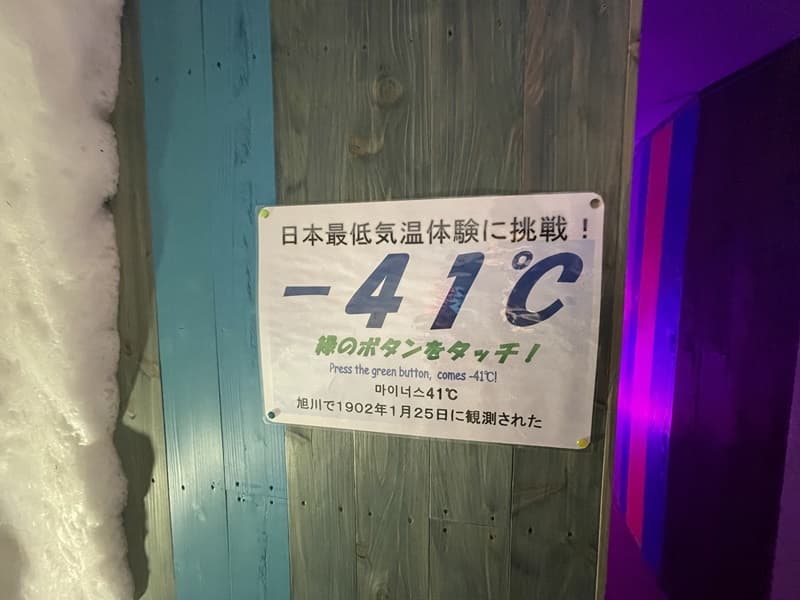 日本最低気温体験に挑戦！
-41℃
緑のボタンをタッチ！
Press the green button, comes -41℃!
마이너스41℃
旭川で1902年1月25日に観測された